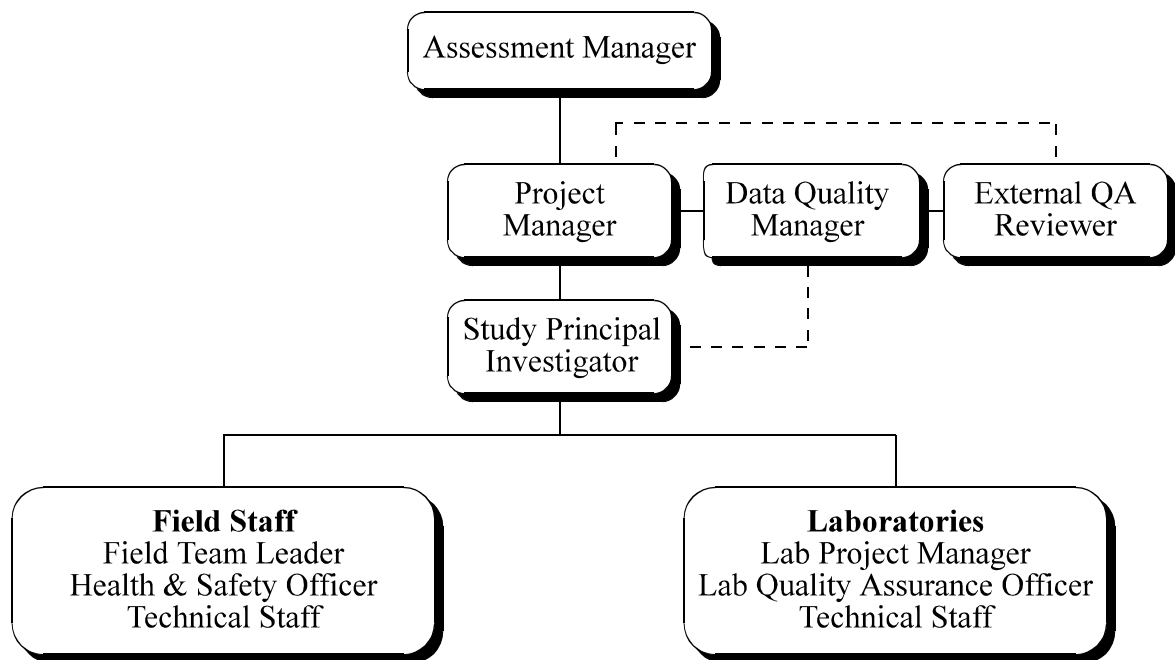 Assessment Manager
Project
Manager
Data Quality
Manager
External QA
Reviewer
Study Principal
Investigator
Field Staff
Field Team Leader
Health & Safety Officer
Technical Staff
Laboratories
Lab Project Manager
Lab Quality Assurance Officer
Technical Staff